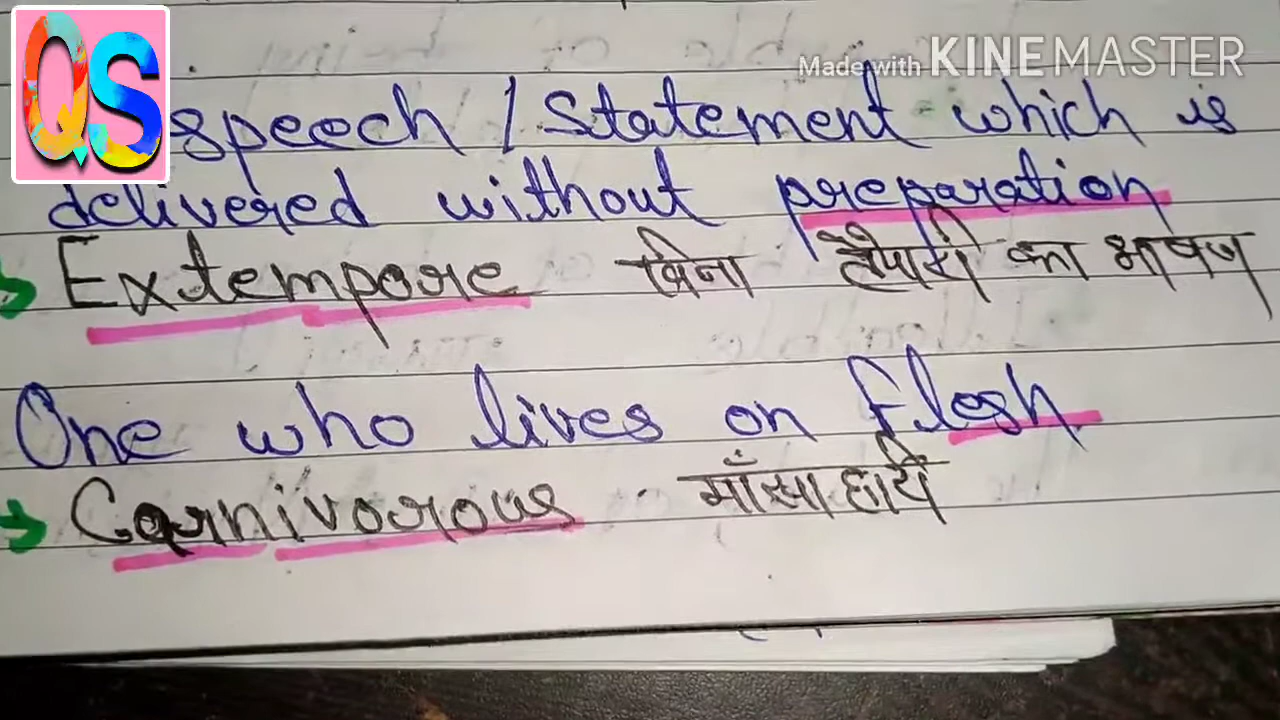 QS
Made with KINEMASTER
speech / Statement which is
delivered without preparation
Extempore बिना तैयारी का भाषण
One who lives on flesh
Carnivorous माँसाहारी